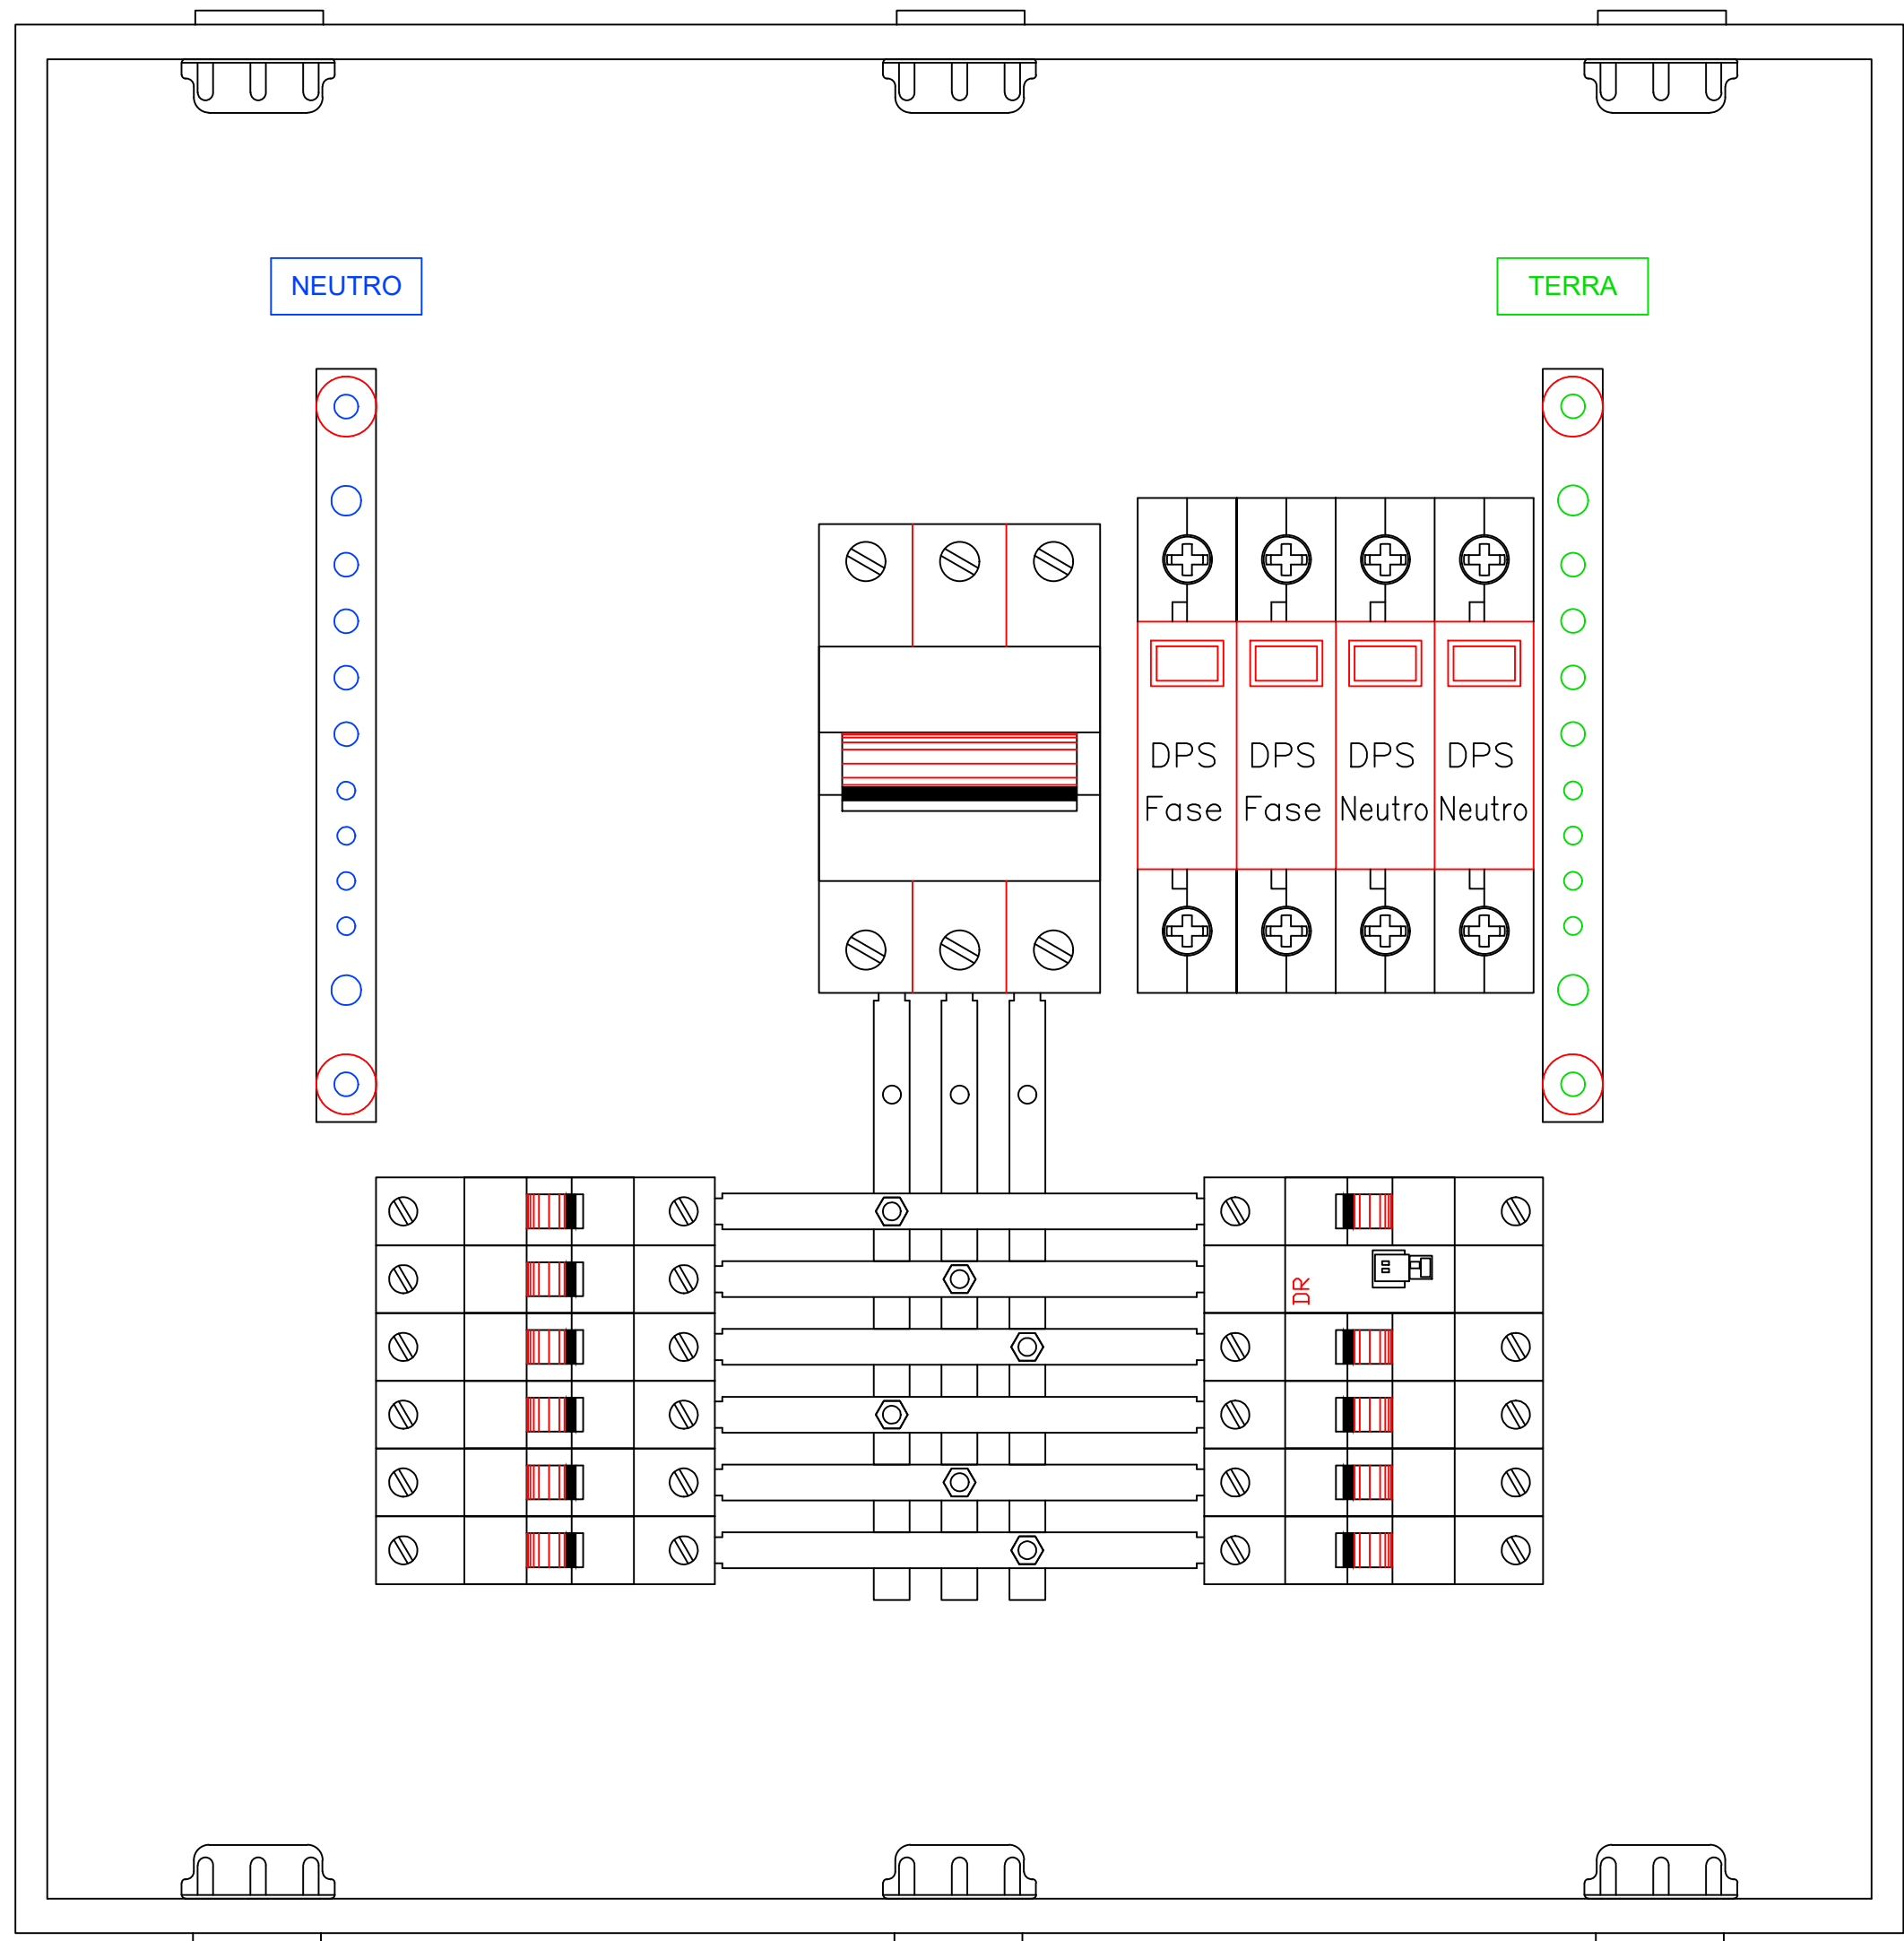 NEUTRO
TERRA
DPS DPS DPS DPS
Fase Fase Neutro Neutro
DR